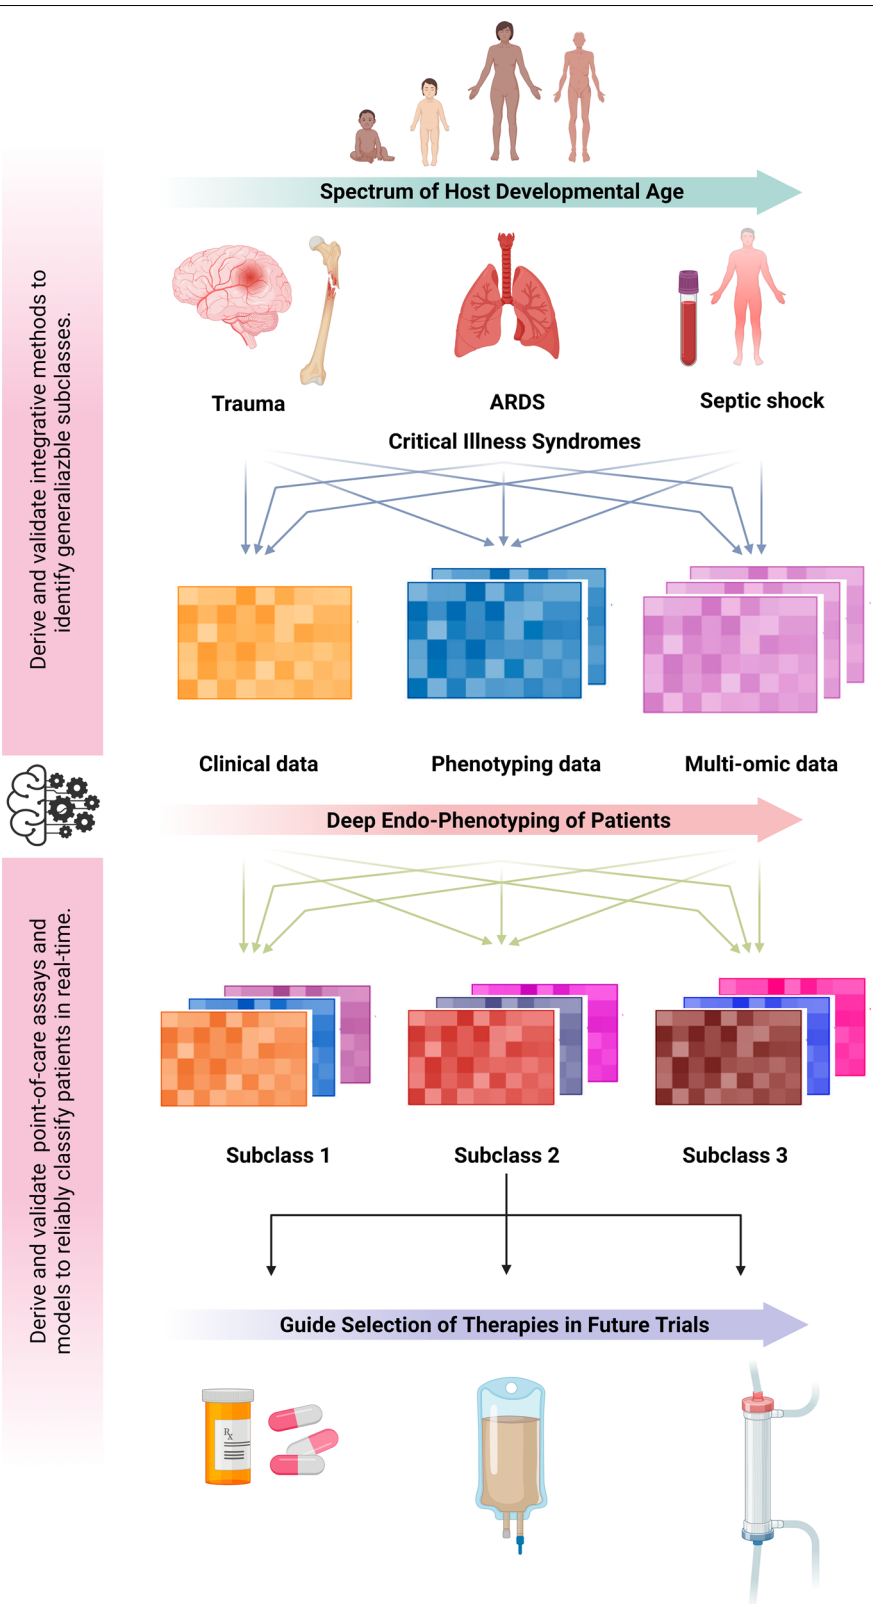 Spectrum of Host Developmental Age
Trauma
ARDS
Septic shock
Critical Illness Syndromes
Derive and validate integrative methods to
identify generaliazble subclasses.
Clinical data
Phenotyping data
Multi-omic data
Deep Endo-Phenotyping of Patients
Derive and validate point-of-care assays and
models to reliably classify patients in real-time.
Subclass 1
Subclass 2
Subclass 3
Guide Selection of Therapies in Future Trials
Rx